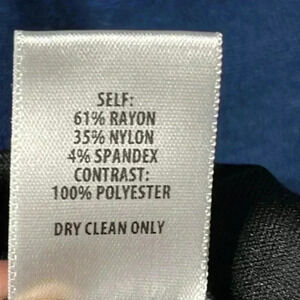 SELF:
61% RAYON
35% NYLON
4% SPANDEX
CONTRAST:
100% POLYESTER
DRY CLEAN ONLY